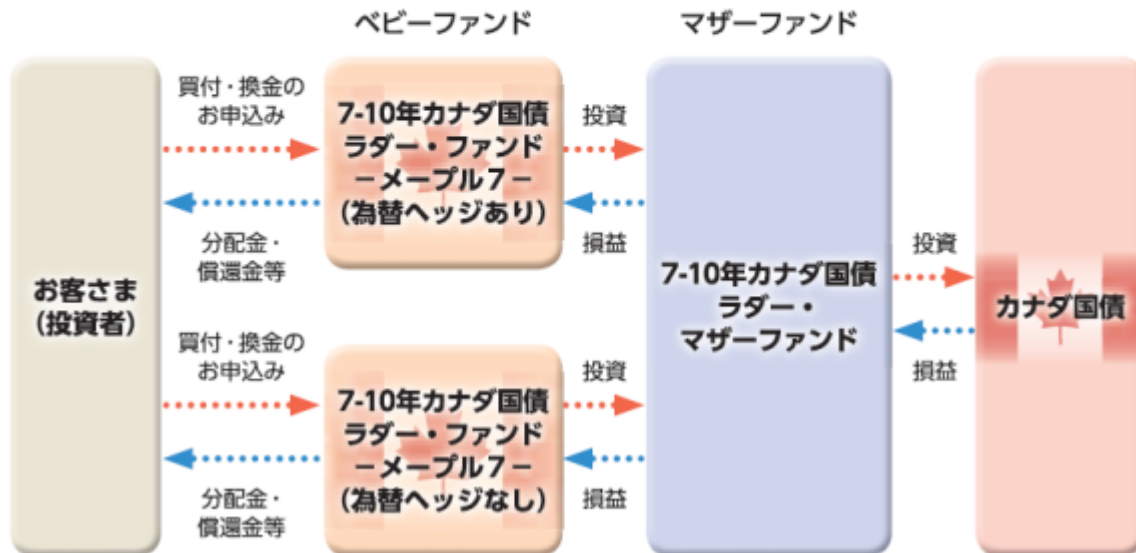 ベビーファンド
マザーファンド
お客さま
(投資者)
買付・換金の
お申込み
分配金・
償還金等
7-10年カナダ国債
ラダー・ファンド
－メープル７－
(為替ヘッジあり)
投資
損益
買付・換金の
お申込み
分配金・
償還金等
7-10年カナダ国債
ラダー・ファンド
－メープル７－
(為替ヘッジなし)
投資
損益
7-10年カナダ国債
ラダー・
マザーファンド
投資
損益
カナダ国債